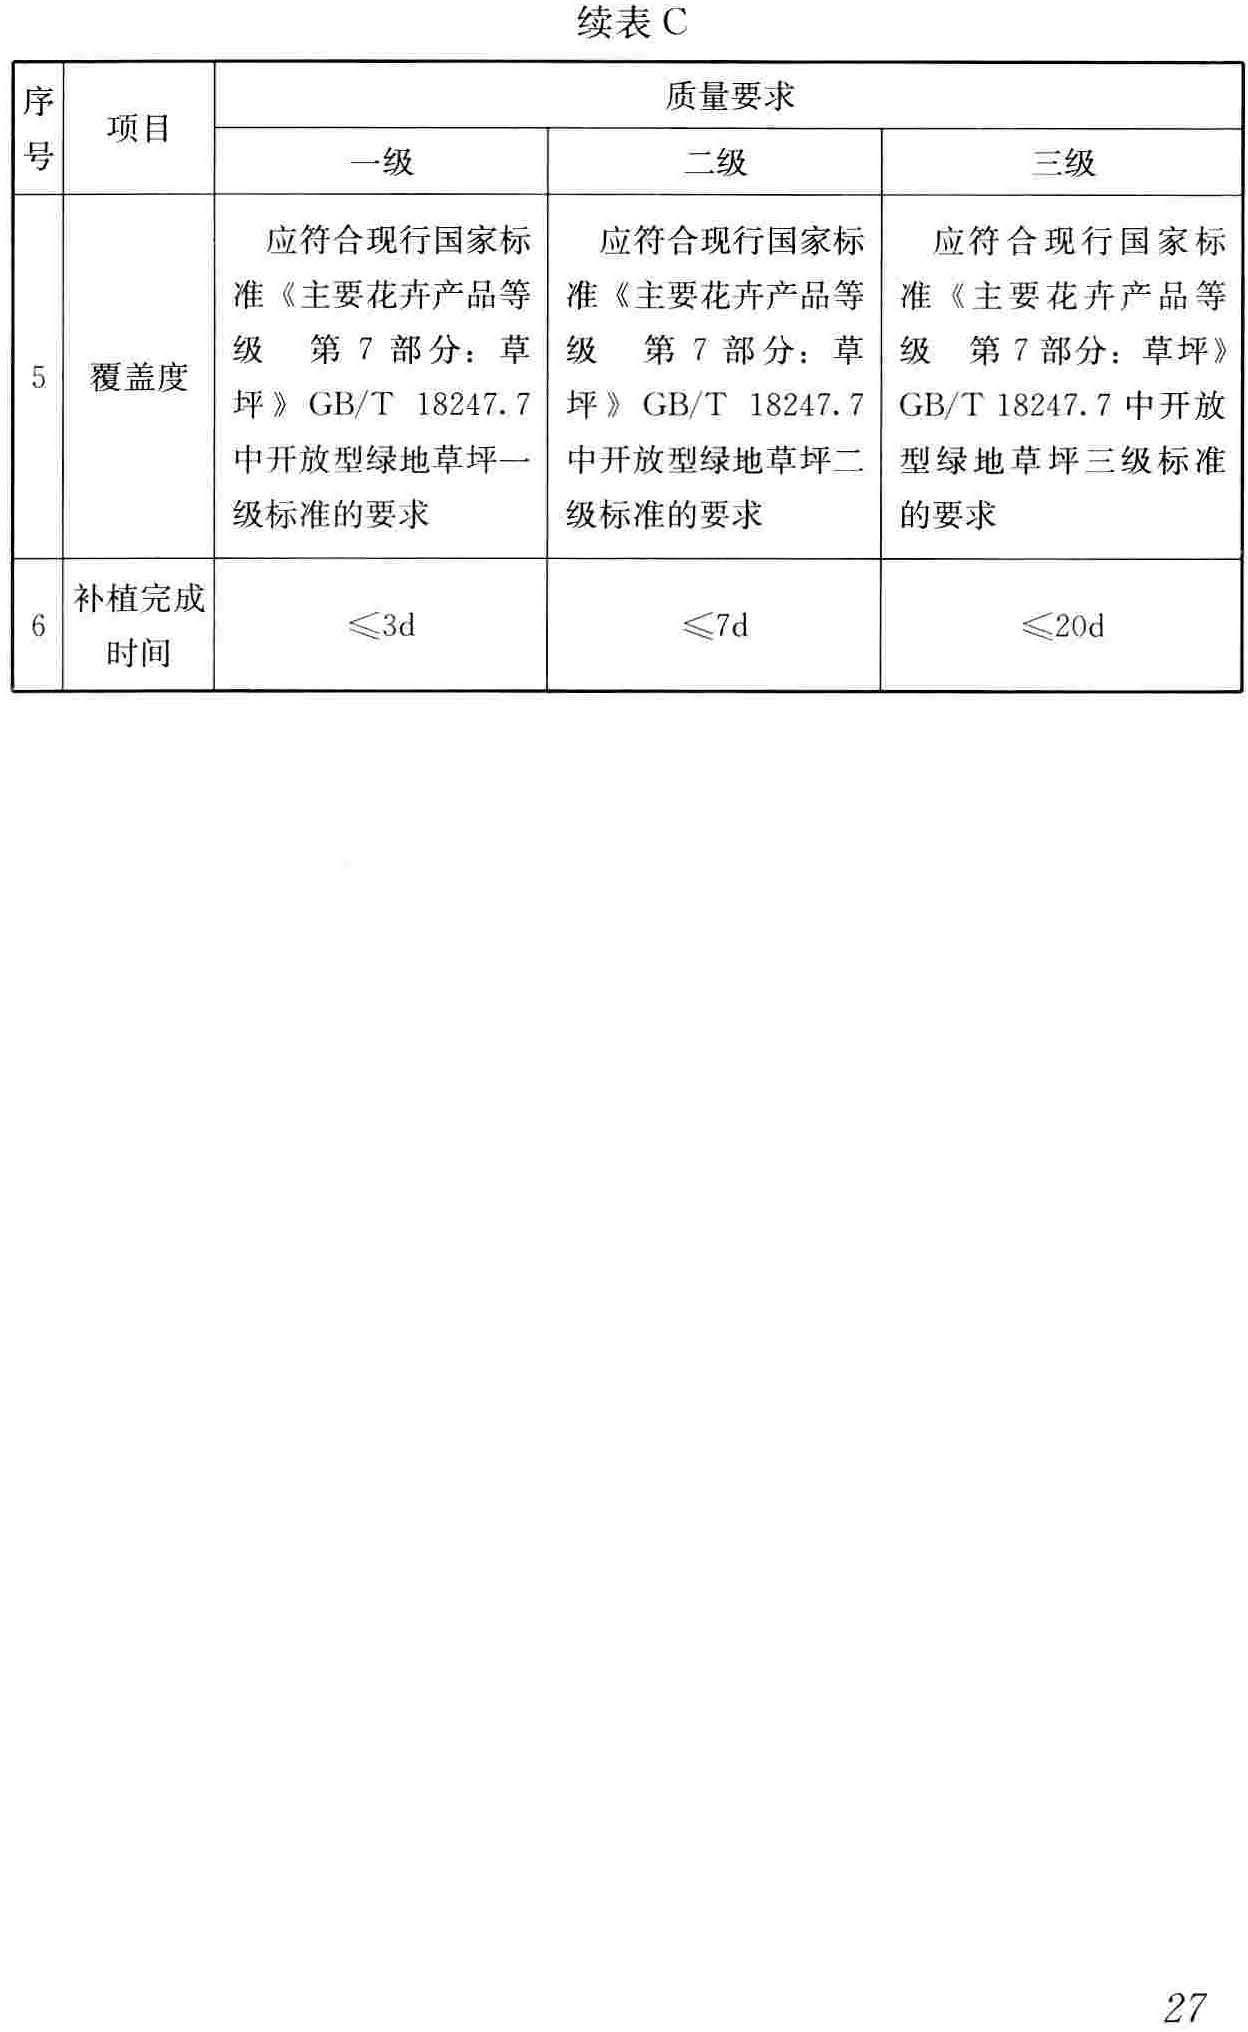 续表 C
序号
项目
质量要求
一级
二级
三级
5
覆盖度
应符合现行国家标
准《主要花卉产品等
级　第 7 部分：草
坪》GB/T 18247.7
中开放型绿地草坪一
级标准的要求
应符合现行国家标
准《主要花卉产品等
级　第 7 部分：草
坪》GB/T 18247.7
中开放型绿地草坪二
级标准的要求
应符合现行国家标
准《主要花卉产品等
级　第 7 部分：草坪》
GB/T 18247.7 中开放
型绿地草坪三级标准
的要求
6
补植完成
时间
≤3d
≤7d
≤20d
27